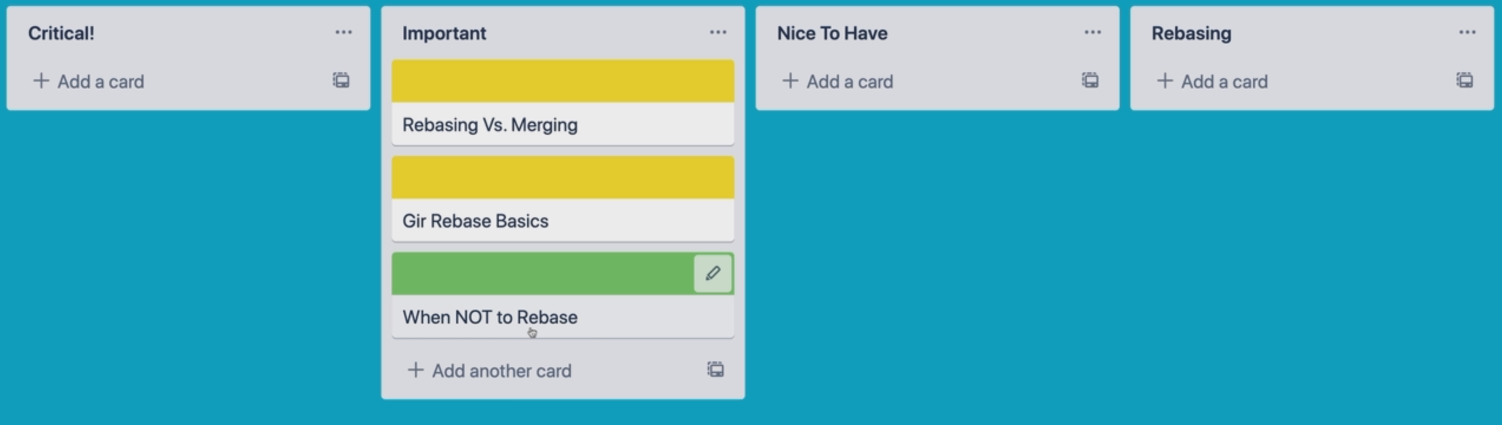 Critical!
+ Add a card
Important
Rebasing Vs. Merging
Gir Rebase Basics
When NOT to Rebase
+ Add another card
Nice To Have
+ Add a card
Rebasing
+ Add a card